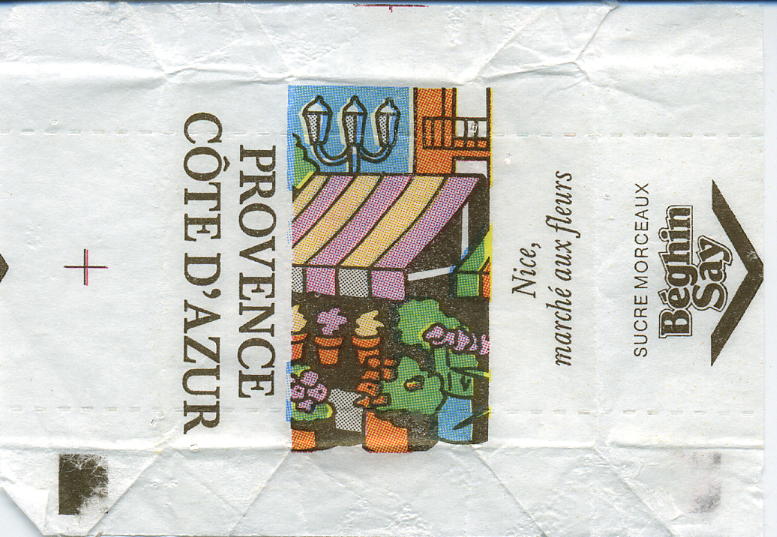 PROVENCE
CÔTE D'AZUR
Nice,
marché aux fleurs
SUCRE MORCEAUX
Béghin
Say